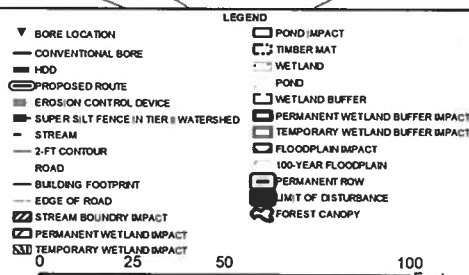 LEGEND
BORE LOCATION
CONVENTIONAL BORE
HDD
PROPOSED ROUTE
EROSION CONTROL DEVICE
SUPER SILT FENCE IN TIER II WATERSHED
STREAM
2-FT CONTOUR
ROAD
BUILDING FOOTPRINT
EDGE OF ROAD
STREAM BOUNDRY IMPACT
PERMANENT WETLAND IMPACT
TEMPORARY WETLAND IMPACT
POND IMPACT
TIMBER MAT
WETLAND
POND
WETLAND BUFFER
PERMANENT WETLAND BUFFER IMPACT
TEMPORARY WETLAND BUFFER IMPACT
FLOODPLAIN IMPACT
100-YEAR FLOODPLAIN
PERMANENT ROW
LIMIT OF DISTURBANCE
FOREST CANOPY
0 25 50 100